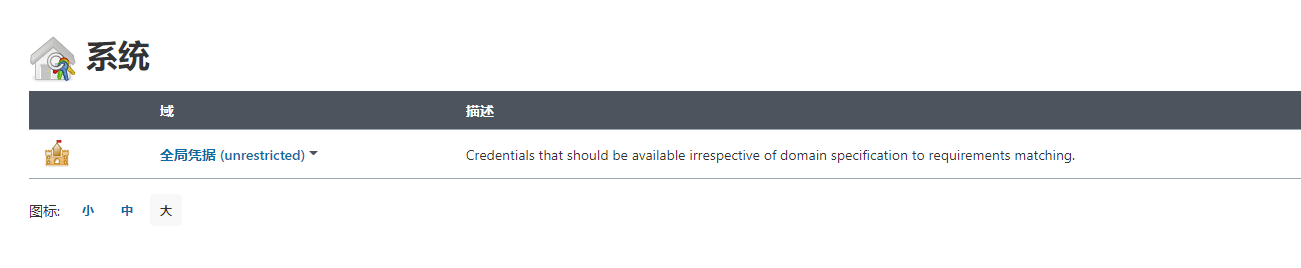 系统
域 描述
全局凭据 (unrestricted) Credentials that should be available irrespective of domain specification to requirements matching.
图标: 小 中 大